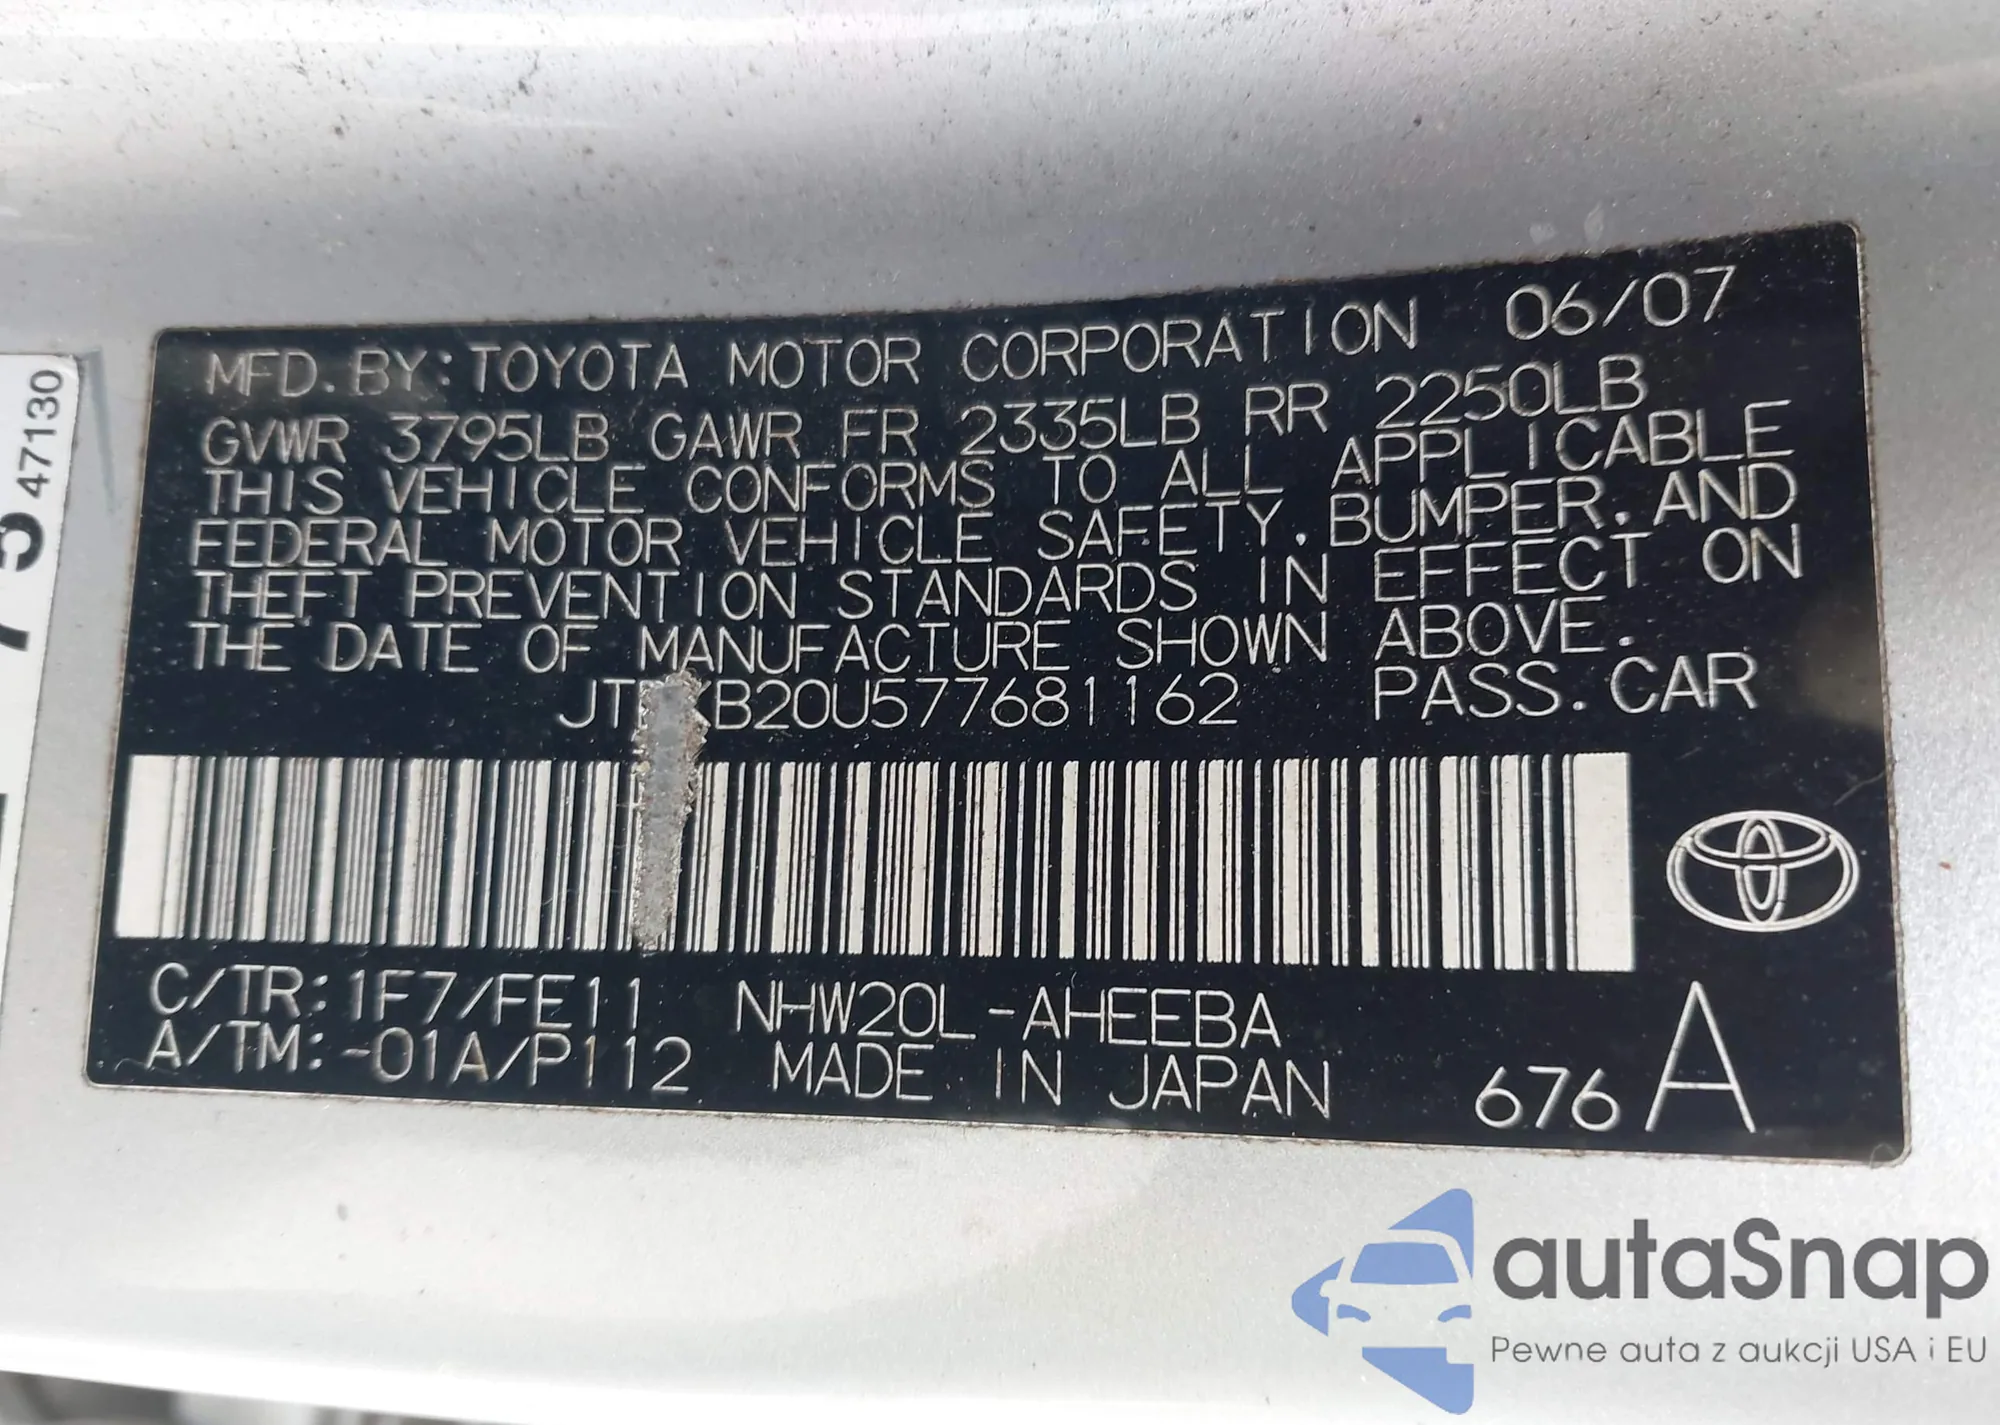 MFD. BY: TOYOTA MOTOR CORPORATION 06/07
GVWR 3795LB GAWR FR 2335LB RR 2250LB
THIS VEHICLE CONFORMS TO ALL APPLICABLE
FEDERAL MOTOR VEHICLE SAFETY, BUMPER, AND
THEFT PREVENTION STANDARDS IN EFFECT ON
THE DATE OF MANUFACTURE SHOWN ABOVE.
PASS. CAR
C/TR: 1F7/FE11 NHW20L-AHEEBA
A/TM: -01A/P112 MADE IN JAPAN 676 A
47130
autaSnap
Pewne auta z aukcji USA i EU